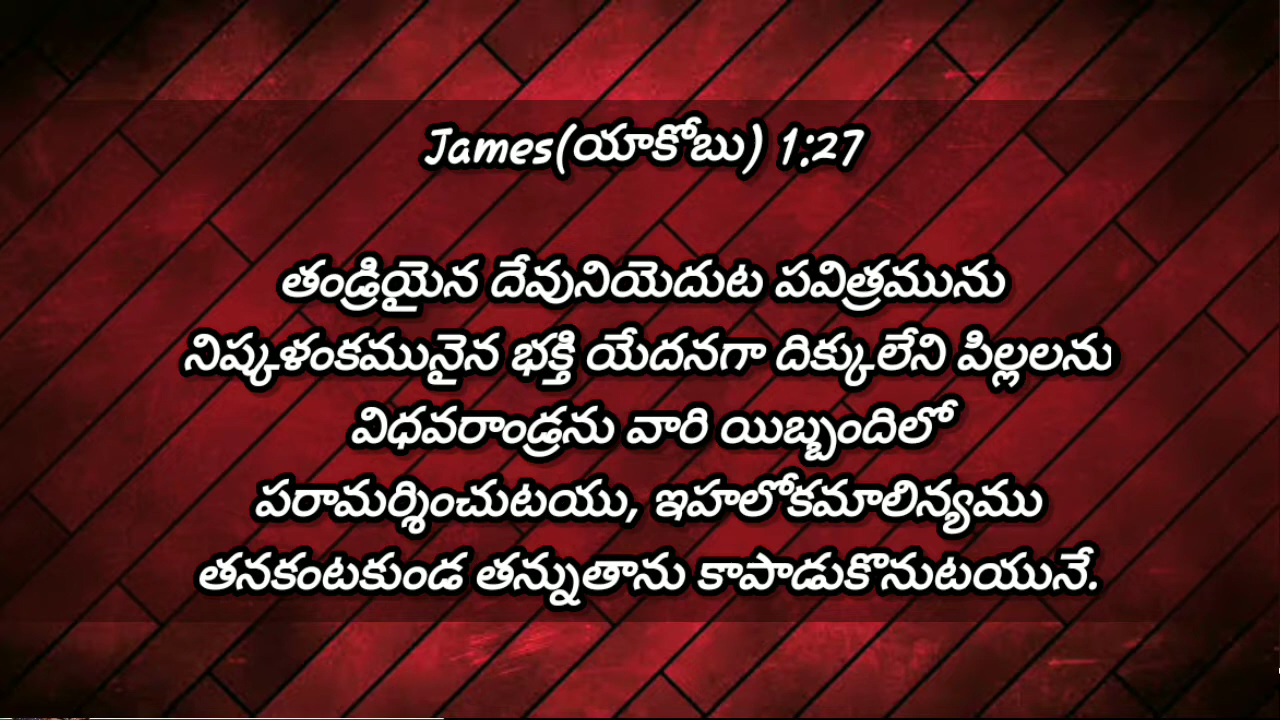 James(యాకోబు) 1:27
తండ్రియైన దేవునియెదుట పవిత్రమును
నిష్కళంకమునైన భక్తి యేదనగా దిక్కులేని పిల్లలను
విధవరాండ్రను వారి యిబ్బందిలో
పరామర్శించుటయు, ఇహలోకమాలిన్యము
తనకంటకుండ తన్నుతాను కాపాడుకొనుటయునే.